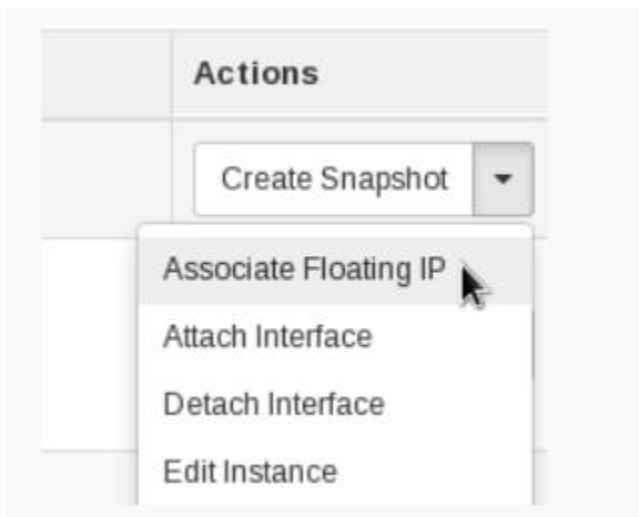 Actions
Create Snapshot
Associate Floating IP
Attach Interface
Detach Interface
Edit Instance